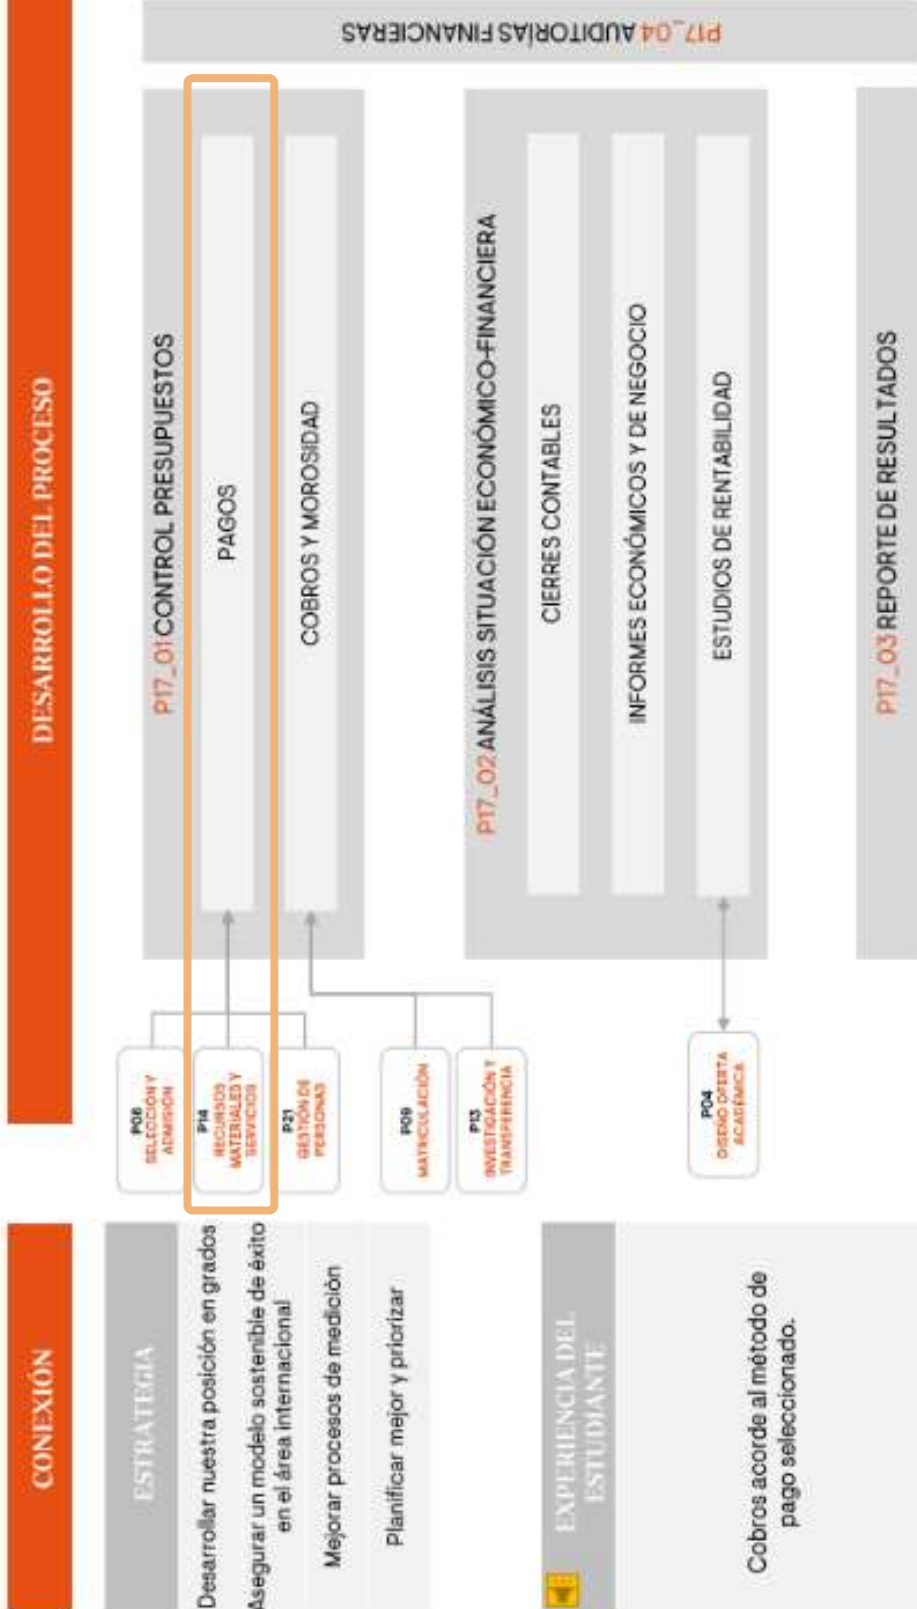 CONEXIÓN
DESARROLLO DEL PROCESO
ESTRATEGIA
Desarrollar nuestra posición en grados
Asegurar un modelo sostenible de éxito
en el área internacional
Mejorar procesos de medición
Planificar mejor y priorizar
EXPERIENCIA DEL
ESTUDIANTE
Cobros acorde al método de
pago seleccionado.
P06
SELECCIÓN Y
ADMISIÓN
P14
RECURSOS
MATERIALES Y
SERVICIOS
P21
GESTIÓN DE
PERSONAS
P09
MATRICULACIÓN
P13
INVESTIGACIÓN Y
TRANSFERENCIA
P04
DISEÑO OFERTA
ACADÉMICA
P17_01 CONTROL PRESUPUESTOS
PAGOS
COBROS Y MOROSIDAD
P17_02 ANÁLISIS SITUACIÓN ECONÓMICO-FINANCIERA
CIERRES CONTABLES
INFORMES ECONÓMICOS Y DE NEGOCIO
ESTUDIOS DE RENTABILIDAD
P17_03 REPORTE DE RESULTADOS
P17_04 AUDITORÍAS FINANCIERAS